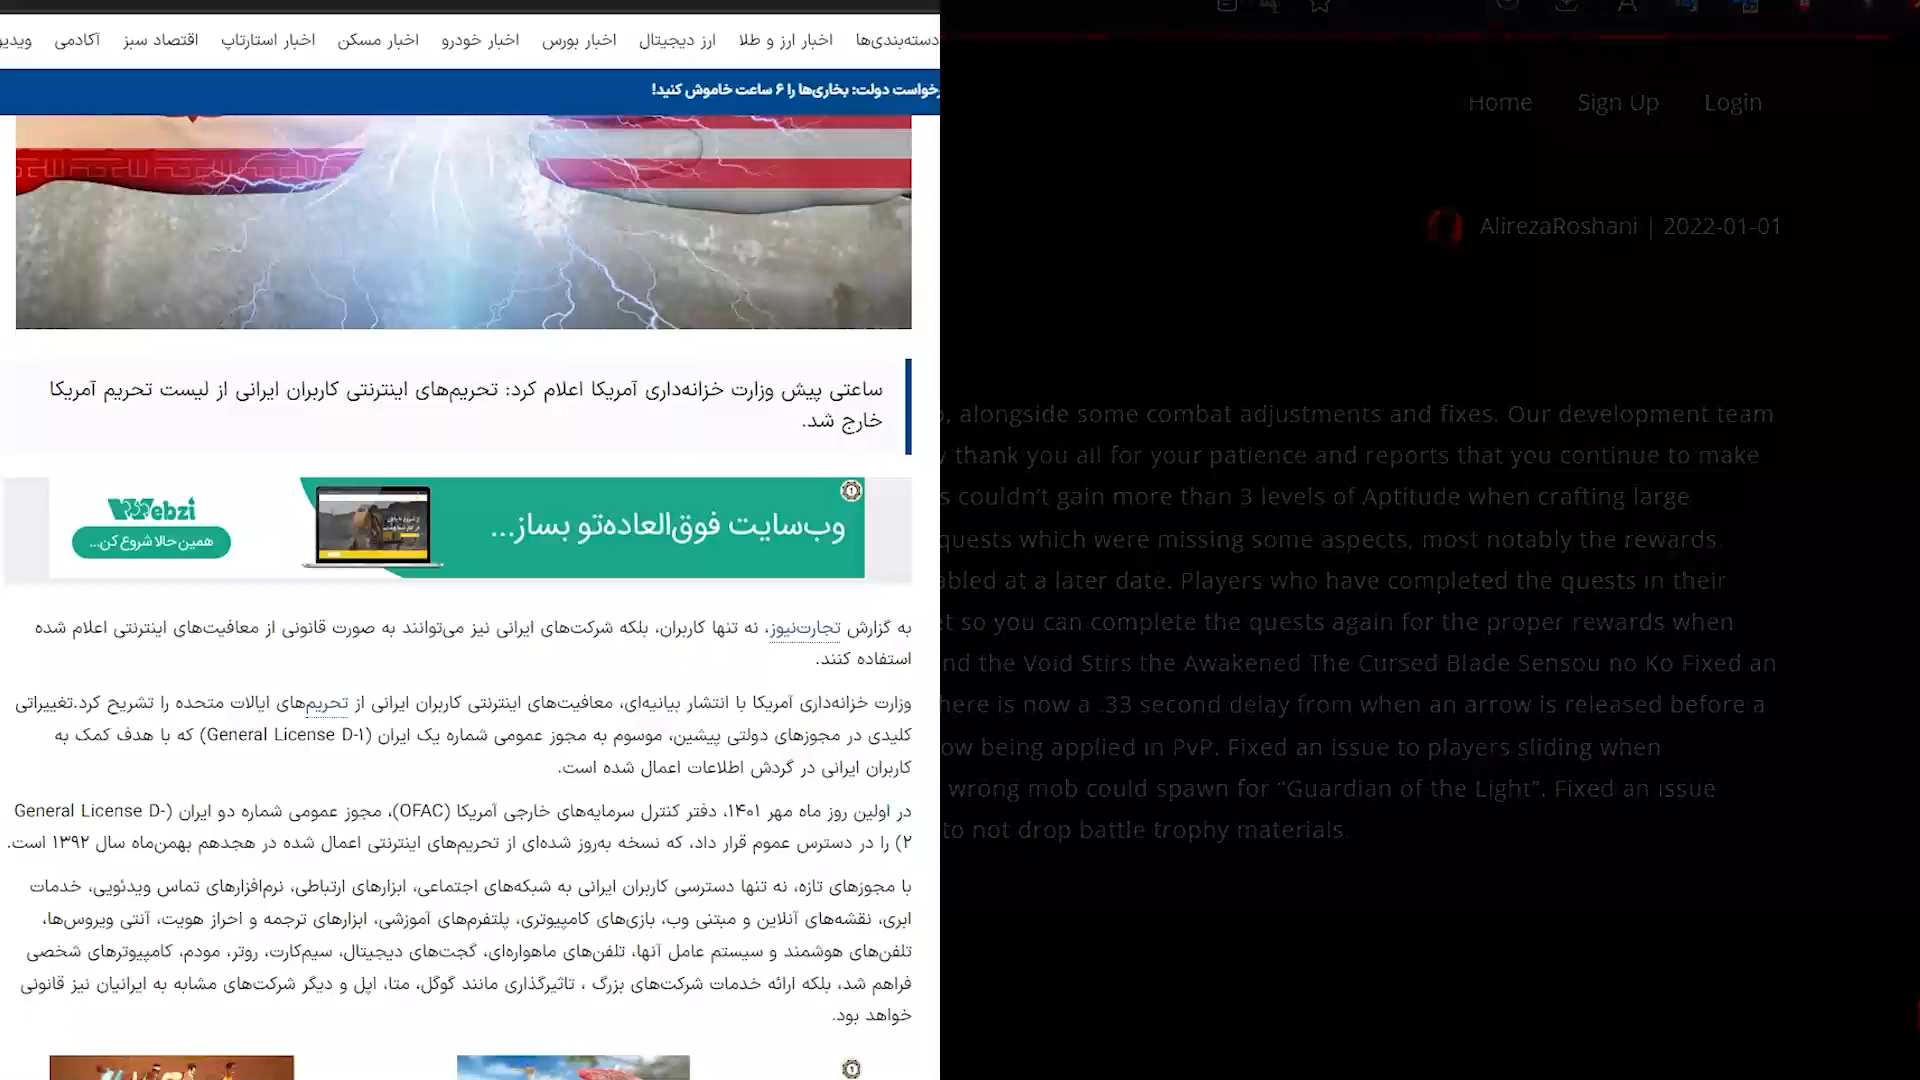 دسته‌بندی‌ها اخبار ارز و طلا ارز دیجیتال اخبار بورس اخبار خودرو اخبار مسکن اخبار استارتاپ اقتصاد سبز آکادمی
دولت: بخاری‌ها را ۶ ساعت خاموش کنید!
ساعتی پیش وزارت خزانه‌داری آمریکا اعلام کرد: تحریم‌های اینترنتی کاربران ایرانی از لیست تحریم آمریکا
خارج شد.
وب‌سایت فوق‌العاده‌تو بساز...
Webzi
همین حالا شروع کن...
به گزارش تجارت‌نیوز، نه تنها کاربران، بلکه شرکت‌های ایرانی نیز می‌توانند به صورت قانونی از معافیت‌های اینترنتی اعلام شده
استفاده کنند.
وزارت خزانه‌داری آمریکا با انتشار بیانیه‌ای، معافیت‌های اینترنتی کاربران ایرانی از تحریم‌های ایالات متحده را تشریح کرد.تغییراتی
کلیدی در مجوزهای دولتی پیشین، موسوم به مجوز عمومی شماره یک ایران (General License D-۱) که با هدف کمک به
کاربران ایرانی در گردش اطلاعات اعمال شده است.
در اولین روز ماه مهر ۱۴۰۱، دفتر کنترل سرمایه‌های خارجی آمریکا (OFAC)، مجوز عمومی شماره دو ایران (General License D-
۲) را در دسترس عموم قرار داد، که نسخه به‌روز شده‌ای از تحریم‌های اینترنتی اعمال شده در هجدهم بهمن‌ماه سال ۱۳۹۲ است.
با مجوزهای تازه، نه تنها دسترسی کاربران ایرانی به شبکه‌های اجتماعی، ابزارهای ارتباطی، نرم‌افزارهای تماس ویدئویی، خدمات
ابری، نقشه‌های آنلاین و مبتنی وب، بازی‌های کامپیوتری، پلتفرم‌های آموزشی، ابزارهای ترجمه و احراز هویت، آنتی ویروس‌ها،
تلفن‌های هوشمند و سیستم عامل آنها، تلفن‌های ماهواره‌ای، گجت‌های دیجیتال، سیم‌کارت، روتر، مودم، کامپیوترهای شخصی
فراهم شد، بلکه ارائه خدمات شرکت‌های بزرگ ، تاثیرگذاری مانند گوگل، متا، اپل و دیگر شرکت‌های مشابه به ایرانیان نیز قانونی
خواهد بود.
Home Sign Up Login
AlirezaRoshani | 2022-01-01
alongside some combat adjustments and fixes. Our development team
thank you all for your patience and reports that you continue to make
couldn't gain more than 3 levels of Aptitude when crafting large
quests which were missing some aspects, most notably the rewards.
at a later date. Players who have completed the quests in their
so you can complete the quests again for the proper rewards when
the Void Stirs the Awakened The Cursed Blade Sensou no Ko Fixed an
here is now a .33 second delay from when an arrow is released before a
being applied in PvP. Fixed an issue to players sliding when
wrong mob could spawn for “Guardian of the Light”. Fixed an issue
to not drop battle trophy materials.